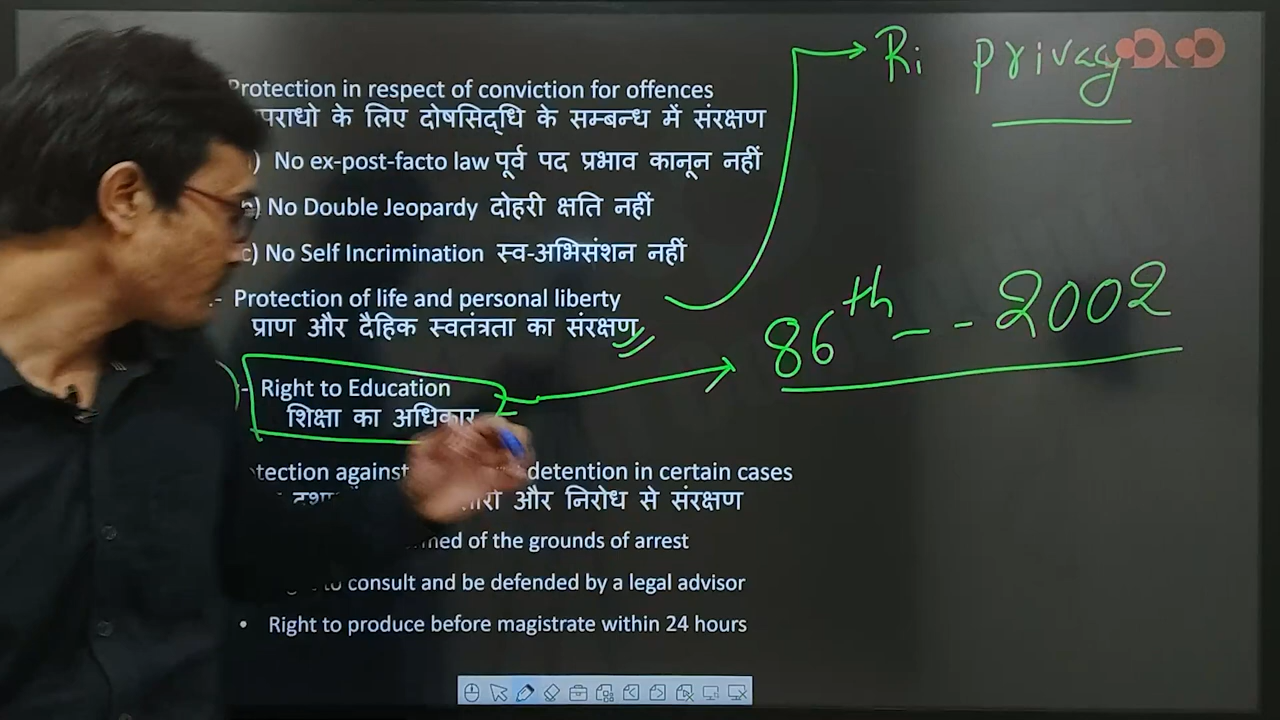 Ri privacy
Protection in respect of conviction for offences
पराधो के लिए दोषसिद्धि के सम्बन्ध में संरक्षण
) No ex-post-facto law पूर्व पद प्रभाव कानून नहीं
b) No Double Jeopardy दोहरी क्षति नहीं
c) No Self Incrimination स्व-अभिसंशन नहीं
.- Protection of life and personal liberty
प्राण और दैहिक स्वतंत्रता का संरक्षण
86th -- 2002
)- Right to Education
शिक्षा का अधिकार
tection against detention in certain cases
और निरोध से संरक्षण
med of the grounds of arrest
to consult and be defended by a legal advisor
• Right to produce before magistrate within 24 hours